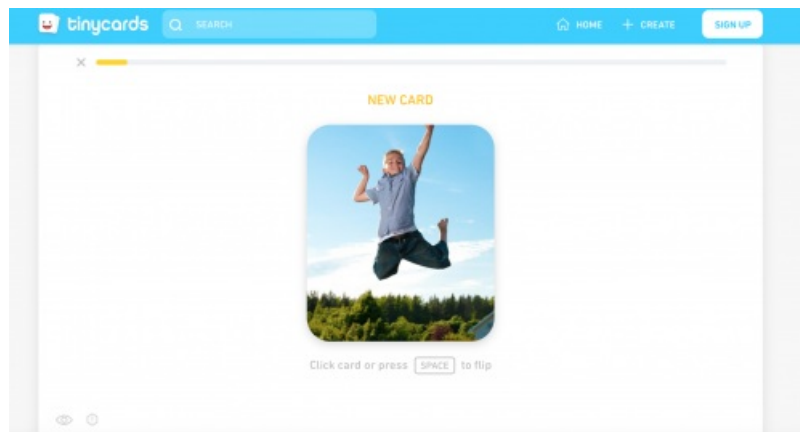 tinycards SEARCH HOME CREATE SIGN UP
NEW CARD
Click card or press SPACE to flip